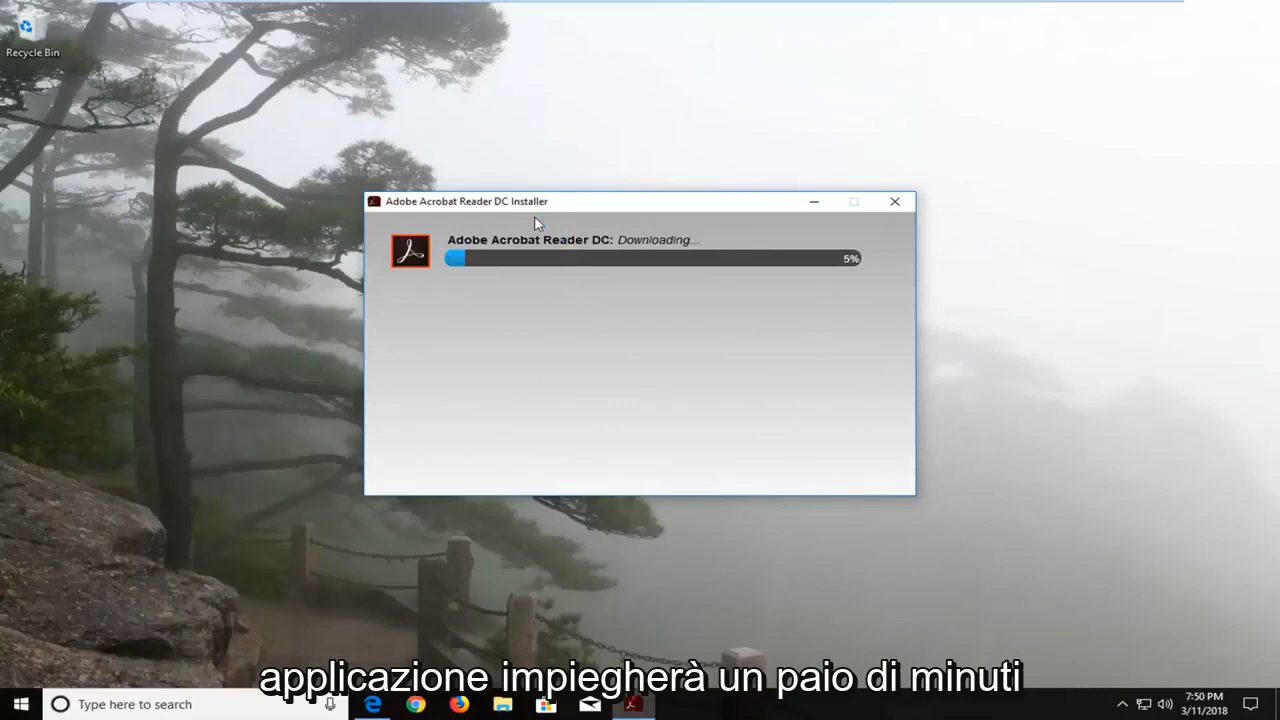 Recycle Bin
Adobe Acrobat Reader DC Installer
Adobe Acrobat Reader DC: Downloading...
5%
applicazione impiegherà un paio di minuti
Type here to search
7:50 PM
3/11/2018